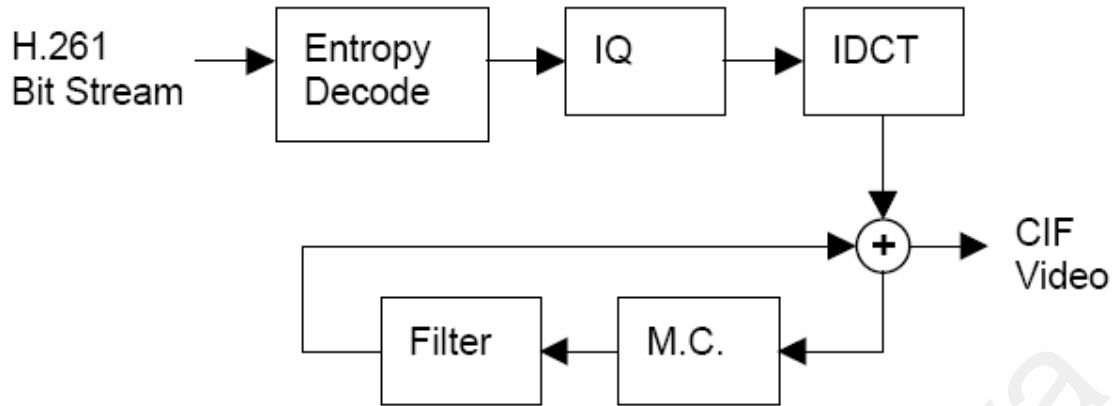 H.261
Bit Stream
Entropy
Decode
IQ
IDCT
+
CIF
Video
Filter
M.C.